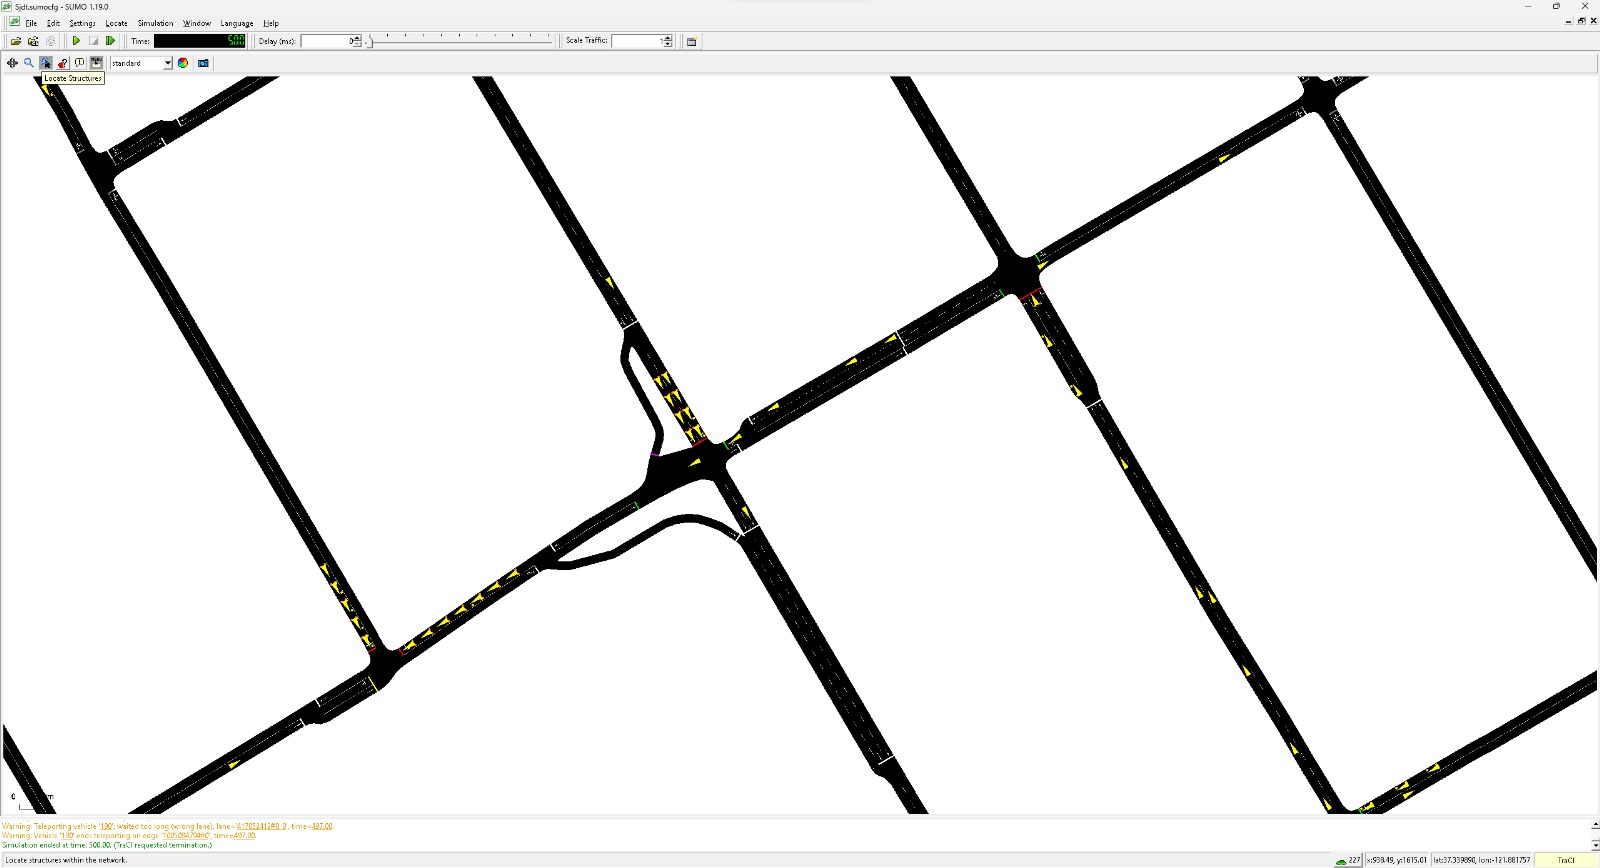 Sjdt.sumocfg - SUMO 1.19.0
File Edit Settings Locate Simulation Window Language Help
Time: 500 Delay (ms): 0 Scale Traffic: 1
standard
Locate Structures
0
Warning: Teleporting vehicle '190'; waited too long (wrong lane), lane='417052412#0_0', time=497.00.
Warning: Vehicle '190' ends teleporting on edge
time=497.00.
Simulation ended at time: 500.00. (TraCI requested termination.)
Locate structures within the network. 227 x:938.49, y:1615.01 lat:37.339890, lon:-121.881757 TraCI